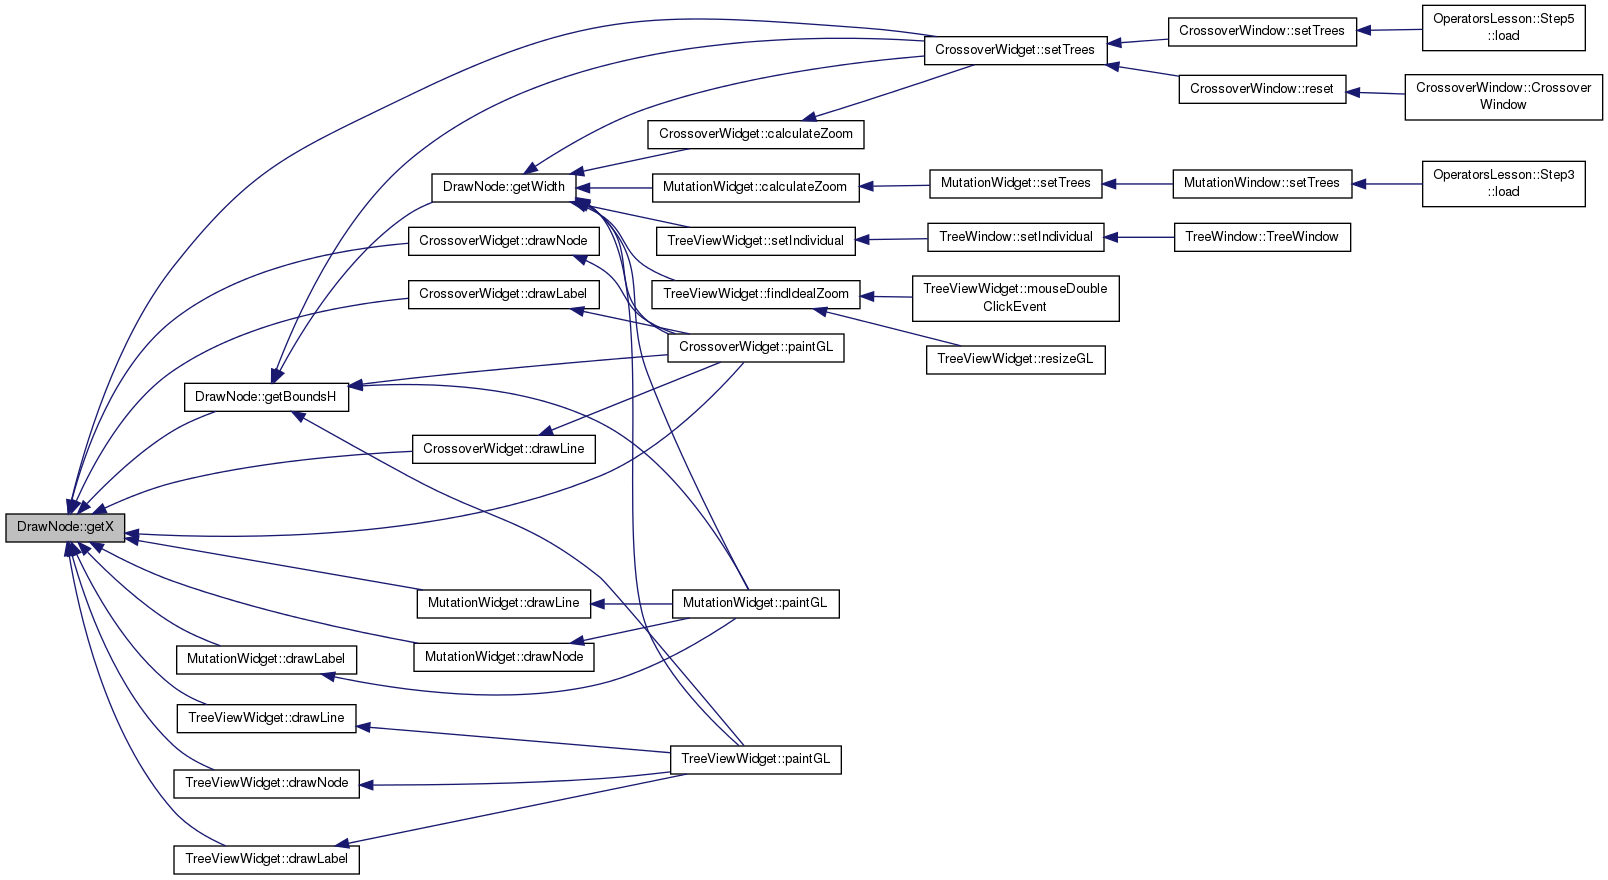 CrossoverWidget::setTrees
CrossoverWindow::setTrees
OperatorsLesson::Step5
::load
CrossoverWindow::reset
CrossoverWindow::Crossover
Window
CrossoverWidget::calculateZoom
DrawNode::getWidth
MutationWidget::calculateZoom
MutationWidget::setTrees
MutationWindow::setTrees
OperatorsLesson::Step3
::load
CrossoverWidget::drawNode
TreeViewWidget::setIndividual
TreeWindow::setIndividual
TreeWindow::TreeWindow
CrossoverWidget::drawLabel
TreeViewWidget::findIdealZoom
TreeViewWidget::mouseDouble
ClickEvent
CrossoverWidget::paintGL
TreeViewWidget::resizeGL
DrawNode::getBoundsH
CrossoverWidget::drawLine
DrawNode::getX
MutationWidget::drawLine
MutationWidget::paintGL
MutationWidget::drawLabel
MutationWidget::drawNode
TreeViewWidget::drawLine
TreeViewWidget::paintGL
TreeViewWidget::drawNode
TreeViewWidget::drawLabel